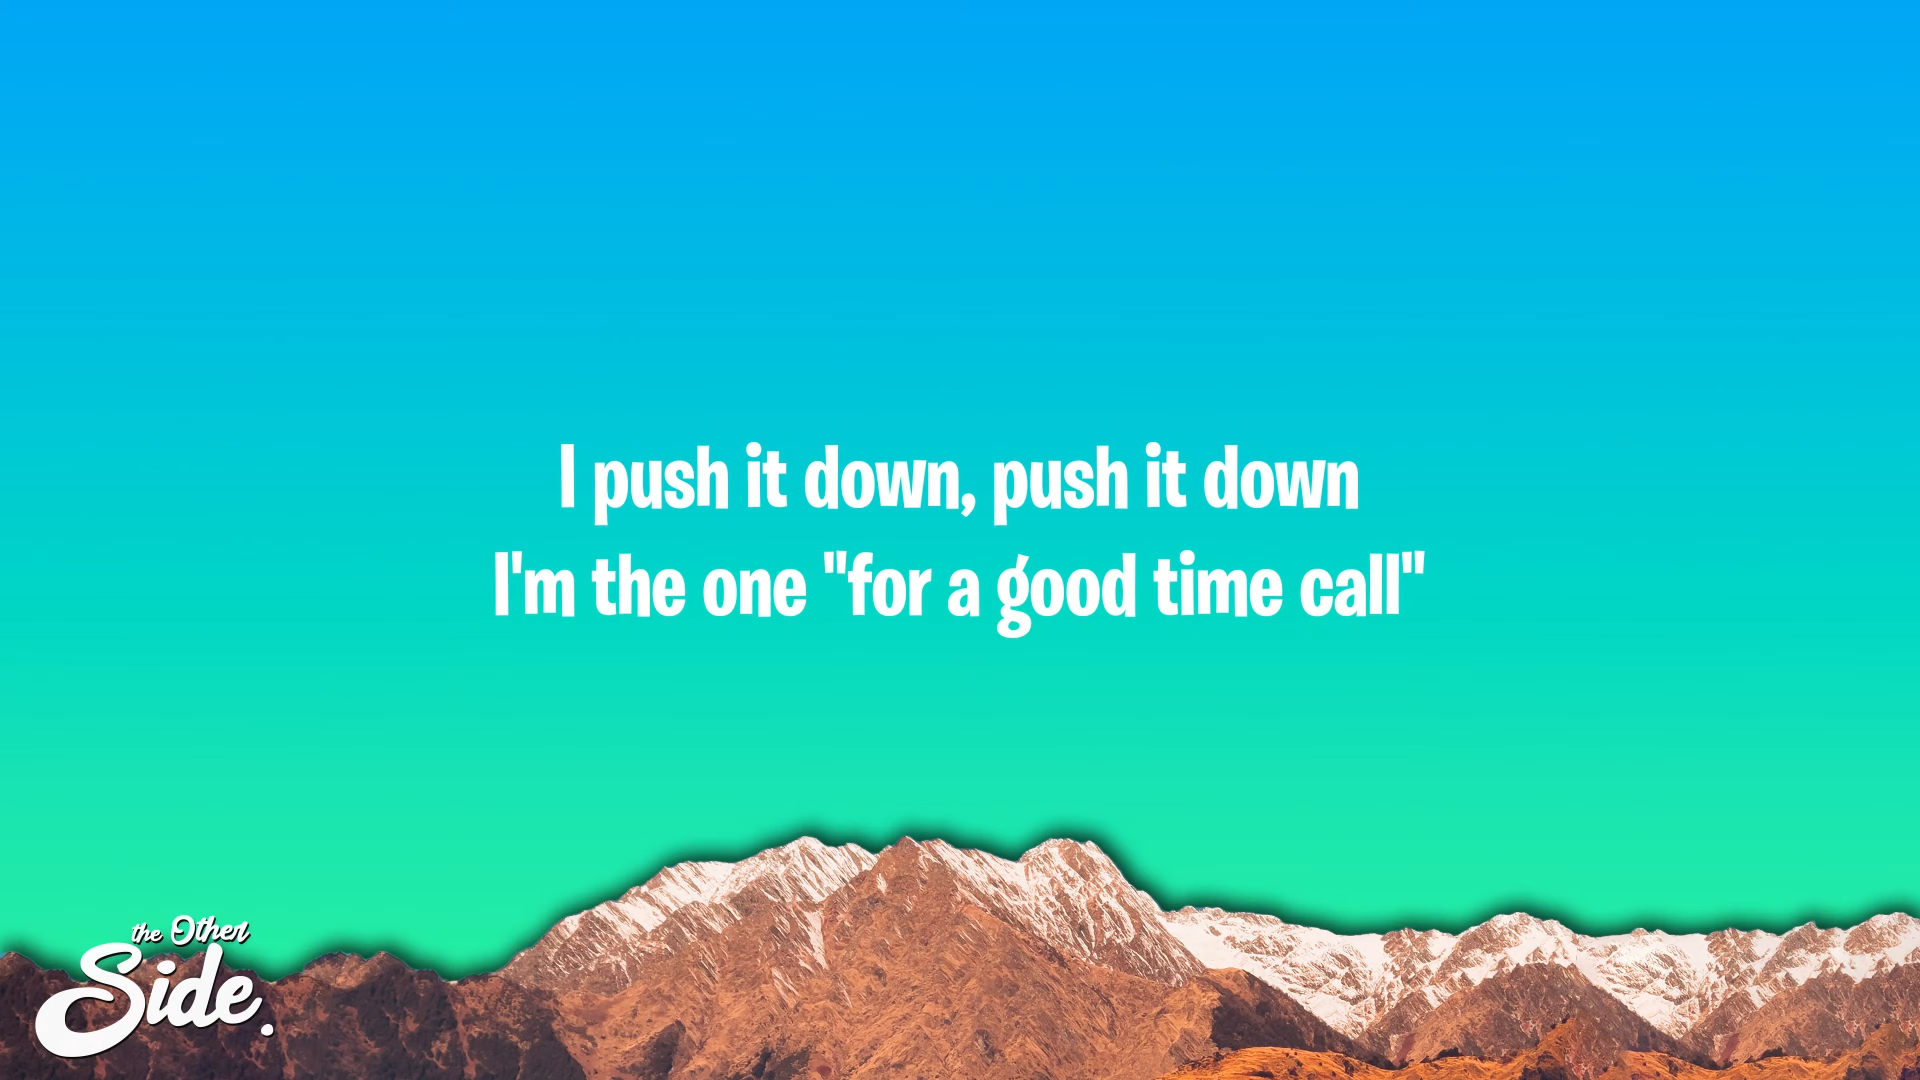 I push it down, push it down
I'm the one "for a good time call"
the Other
Side.